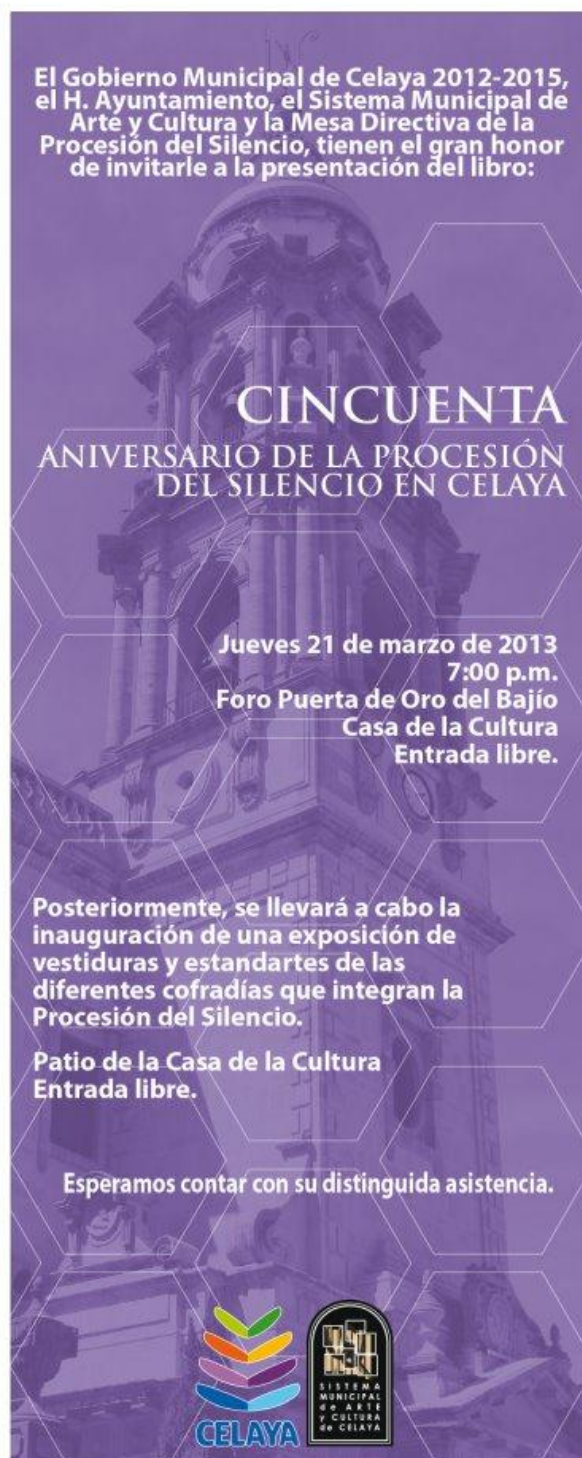 El Gobierno Municipal de Celaya 2012-2015,
el H. Ayuntamiento, el Sistema Municipal de
Arte y Cultura y la Mesa Directiva de la
Procesión del Silencio, tienen el gran honor
de invitarle a la presentación del libro:
CINCUENTA
ANIVERSARIO DE LA PROCESIÓN
DEL SILENCIO EN CELAYA
Jueves 21 de marzo de 2013
7:00 p.m.
Foro Puerta de Oro del Bajío
Casa de la Cultura
Entrada libre.
Posteriormente, se llevará a cabo la
inauguración de una exposición de
vestiduras y estandartes de las
diferentes cofradías que integran la
Procesión del Silencio.
Patio de la Casa de la Cultura
Entrada libre.
Esperamos contar con su distinguida asistencia.
CELAYA
SISTEMA
MUNICIPAL
de ARTE
y CULTURA
de CELAYA